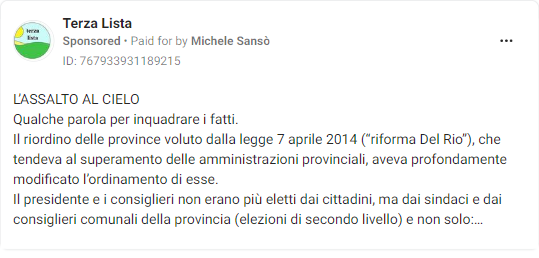 Terza Lista
Sponsored • Paid for by Michele Sansò
ID: 767933931189215
terza
lista
L'ASSALTO AL CIELO
Qualche parola per inquadrare i fatti.
Il riordino delle province voluto dalla legge 7 aprile 2014 ("riforma Del Rio"), che
tendeva al superamento delle amministrazioni provinciali, aveva profondamente
modificato l'ordinamento di esse.
Il presidente e i consiglieri non erano più eletti dai cittadini, ma dai sindaci e dai
consiglieri comunali della provincia (elezioni di secondo livello) e non solo:...